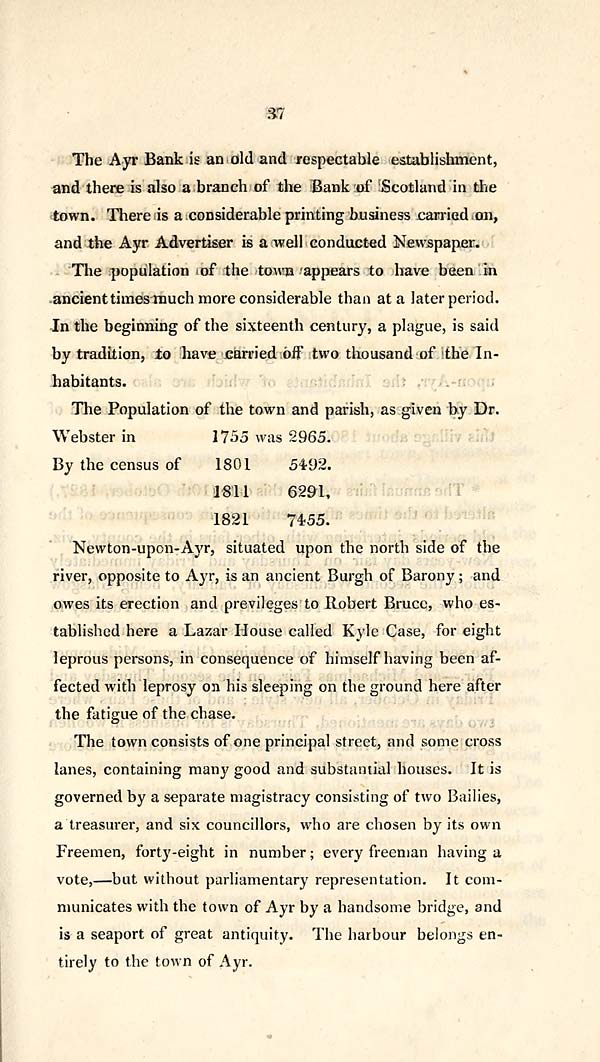 37
The Ayr Bank is an old and respectable establishment,
and there is also a branch of the Bank of Scotland in the
town. There is a considerable printing business carried on,
and the Ayr Advertiser is a well conducted Newspaper.
The population of the town appears to have been in
ancient times much more considerable than at a later period.
In the beginning of the sixteenth century, a plague, is said
by tradition, to have carried off two thousand of the In-
habitants.
The Population of the town and parish, as given by Dr.
Webster in 1755 was 2965.
By the census of 1801 5492.
1811 6291,
1821 7455.
Newton-upon-Ayr, situated upon the north side of the
river, opposite to Ayr, is an ancient Burgh of Barony; and
owes its erection and previleges to Robert Bruce, who es-
tablished here a Lazar House called Kyle Case, for eight
leprous persons, in consequence of himself having been af-
fected with leprosy on his sleeping on the ground here after
the fatigue of the chase.
The town consists of one principal street, and some cross
lanes, containing many good and substantial houses. It is
governed by a separate magistracy consisting of two Bailies,
a treasurer, and six councillors, who are chosen by its own
Freemen, forty-eight in number; every freeman having a
vote,—but without parliamentary representation. It com-
municates with the town of Ayr by a handsome bridge, and
is a seaport of great antiquity. The harbour belongs en-
tirely to the town of Ayr.